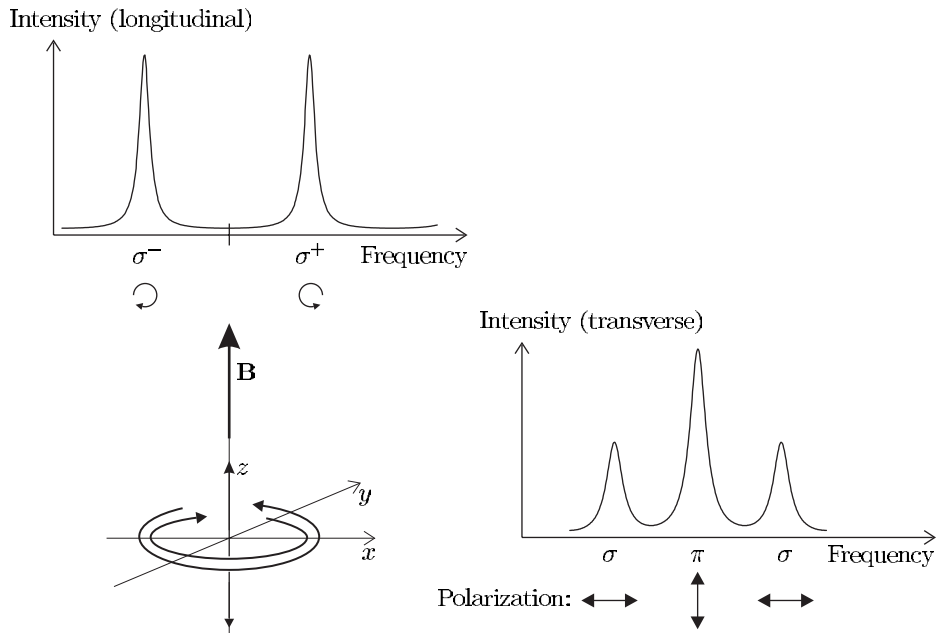 Intensity (longitudinal)
σ⁻ σ⁺ Frequency
Intensity (transverse)
B
z
y
x
σ π σ Frequency
Polarization: